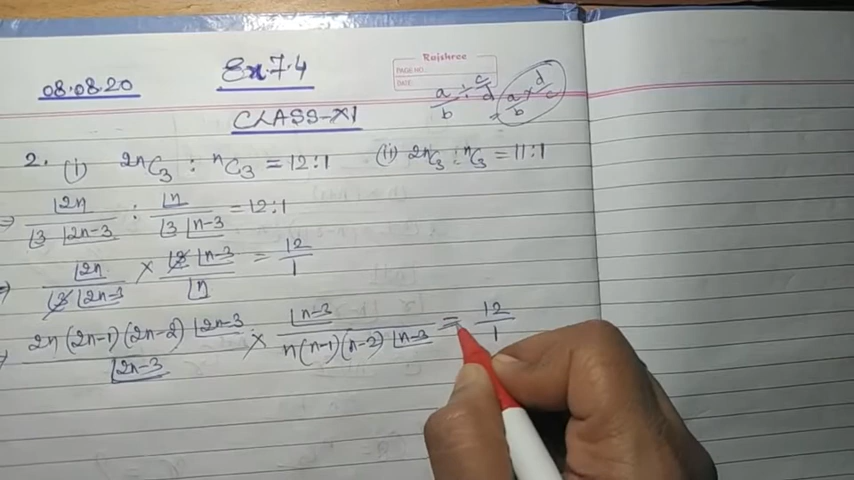 Rajshree
PAGE NO.
DATE
08.08.20
Ex.7.4
a/b ÷ c/d
= a/b × d/c
CLASS-XI
2. (i) 2nC₃ : ⁿC₃ = 12:1 (ii) 2nC₃ : ⁿC₃ = 11:1
⇒ ⌊2n / ⌊3 ⌊2n-3 : ⌊n / ⌊3 ⌊n-3 = 12:1
⇒ ⌊2n / ⌊3 ⌊2n-3 × ⌊3 ⌊n-3 / ⌊n = 12/1
⇒ 2n(2n-1)(2n-2) ⌊2n-3 / ⌊2n-3 × ⌊n-3 / n(n-1)(n-2) ⌊n-3 = 12/1